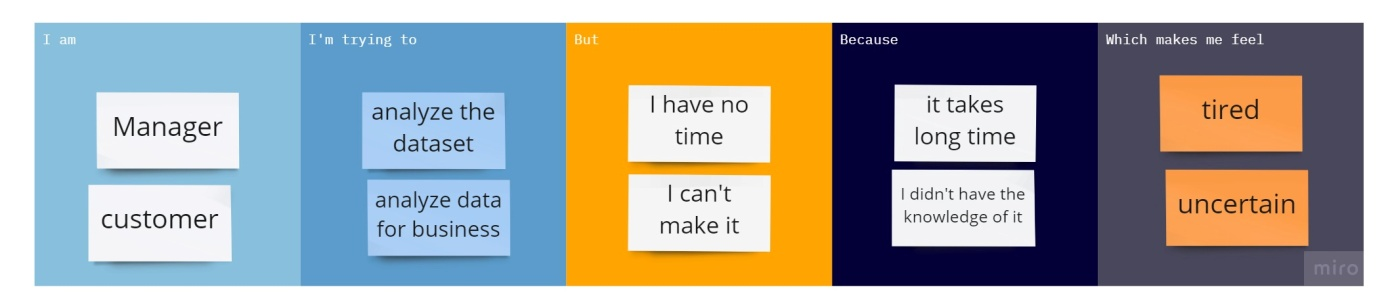 I am
Manager
customer
I'm trying to
analyze the
dataset
analyze data
for business
But
I have no
time
I can't
make it
Because
it takes
long time
I didn't have the
knowledge of it
Which makes me feel
tired
uncertain
miro